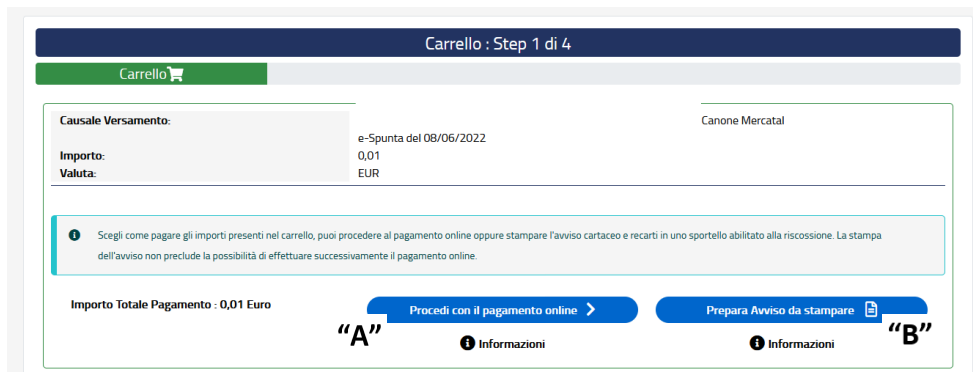 Carrello : Step 1 di 4
Carrello
Causale Versamento: Canone Mercatal
e-Spunta del 08/06/2022
Importo: 0,01
Valuta: EUR
Scegli come pagare gli importi presenti nel carrello, puoi procedere al pagamento online oppure stampare l'avviso cartaceo e recarti in uno sportello abilitato alla riscossione. La stampa
dell'avviso non preclude la possibilità di effettuare successivamente il pagamento online.
Importo Totale Pagamento : 0,01 Euro
Procedi con il pagamento online
Prepara Avviso da stampare
“A”
Informazioni
Informazioni
“B”